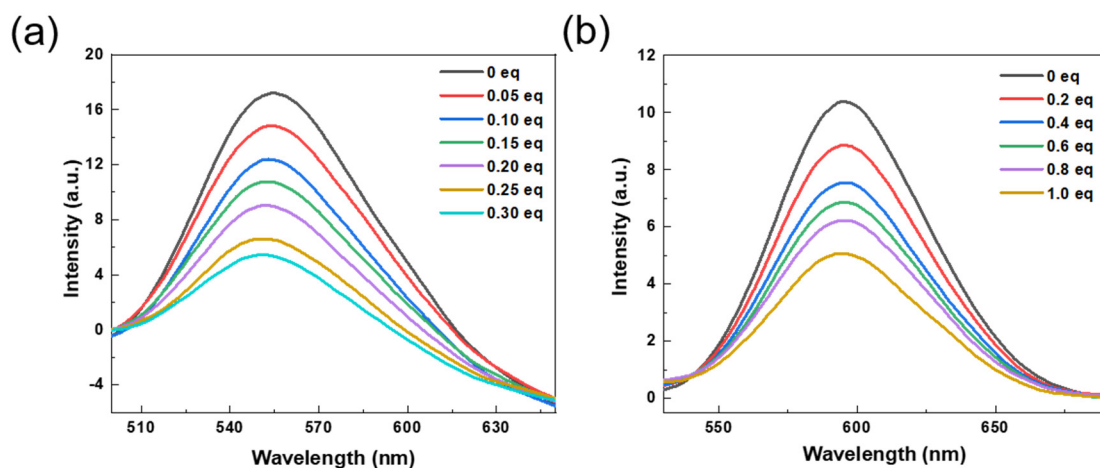 (a)
20
16
12
8
4
0
-4
Intensity (a.u.)
0 eq
0.05 eq
0.10 eq
0.15 eq
0.20 eq
0.25 eq
0.30 eq
510 540 570 600 630
Wavelength (nm)
(b)
12
10
8
6
4
2
0
Intensity (a.u.)
0 eq
0.2 eq
0.4 eq
0.6 eq
0.8 eq
1.0 eq
550 600 650
Wavelength (nm)